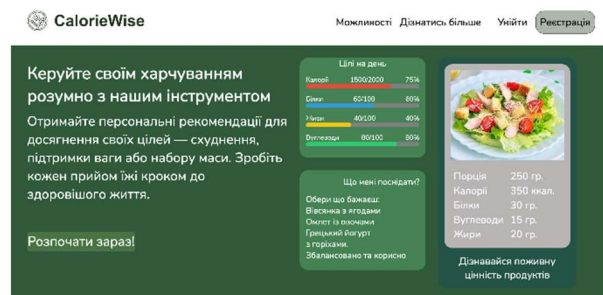 CalorieWise
Можливості Дізнатись більше Увійти Реєстрація
Керуйте своїм харчуванням
розумно з нашим інструментом
Отримайте персональні рекомендації для
досягнення своїх цілей — схуднення,
підтримки ваги або набору маси. Зробіть
кожен прийом їжі кроком до
здоровішого життя.
Розпочати зараз!
Цілі на день
Калорії 1500/2000 75%
Білки 60/100 60%
Жири 40/100 40%
Вуглеводи 80/100 80%
Що мені поснідати?
Обери що бажаєш:
Вівсянка з ягодами
Омлет із овочами
Грецький йогурт
з горіхами.
Збалансовано та корисно
Порція 250 гр.
Калорії 350 ккал.
Білки 30 гр.
Вуглеводи 15 гр.
Жири 20 гр.
Дізнавайся поживну
цінність продуктів